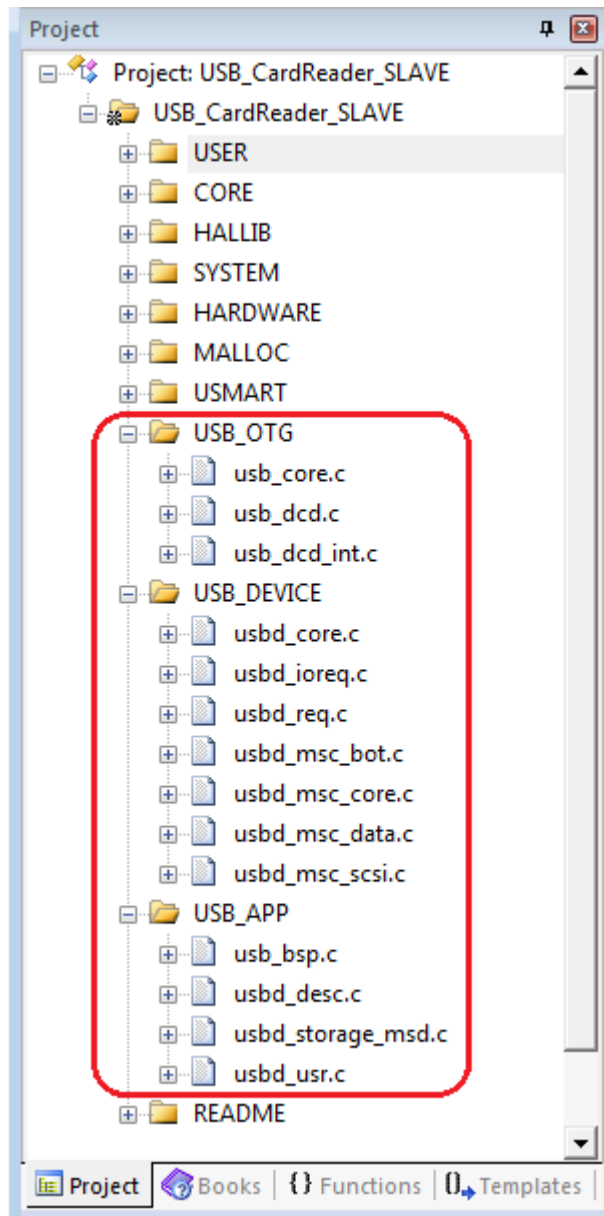 Project
Project: USB_CardReader_SLAVE
USB_CardReader_SLAVE
USER
CORE
HALLIB
SYSTEM
HARDWARE
MALLOC
USMART
USB_OTG
usb_core.c
usb_dcd.c
usb_dcd_int.c
USB_DEVICE
usbd_core.c
usbd_ioreq.c
usbd_req.c
usbd_msc_bot.c
usbd_msc_core.c
usbd_msc_data.c
usbd_msc_scsi.c
USB_APP
usb_bsp.c
usbd_desc.c
usbd_storage_msd.c
usbd_usr.c
README
Project Books {} Functions 0 Templates